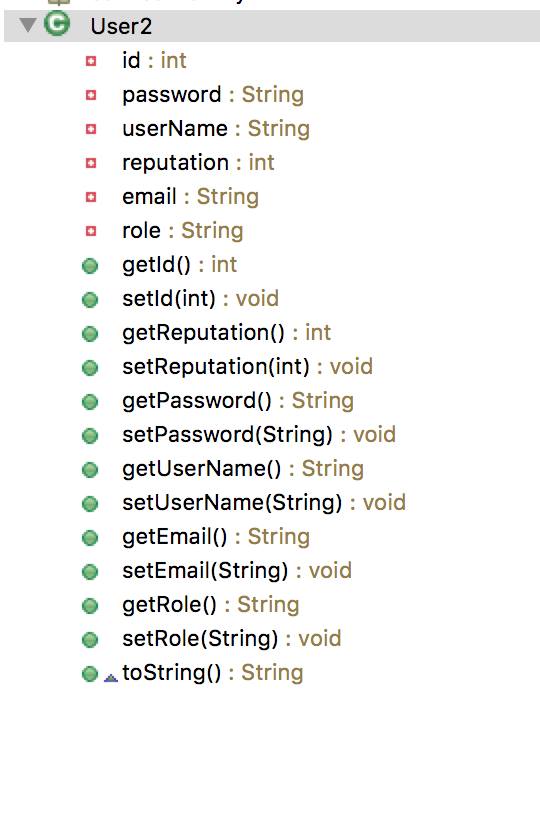 User2
id : int
password : String
userName : String
reputation : int
email : String
role : String
getId() : int
setId(int) : void
getReputation() : int
setReputation(int) : void
getPassword() : String
setPassword(String) : void
getUserName() : String
setUserName(String) : void
getEmail() : String
setEmail(String) : void
getRole() : String
setRole(String) : void
toString() : String